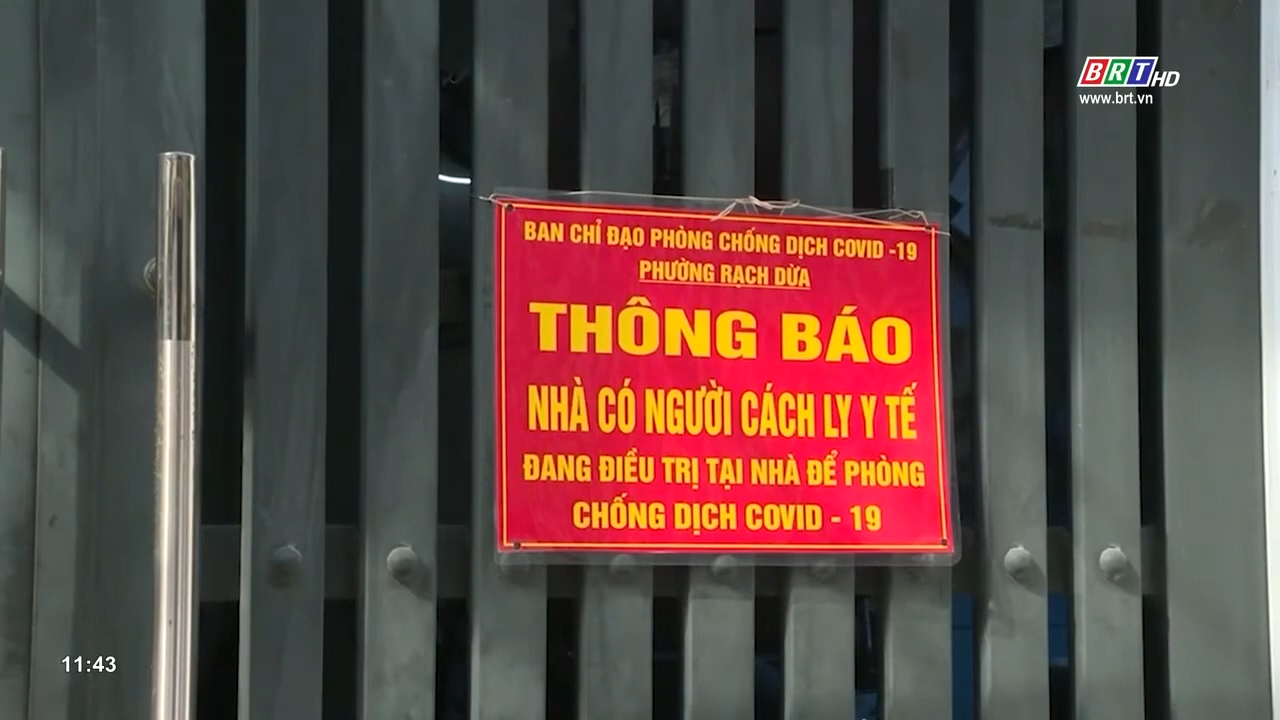 BRT HD
www.brt.vn
BAN CHỈ ĐẠO PHÒNG CHỐNG DỊCH COVID -19
PHƯỜNG RẠCH DỪA
THÔNG BÁO
NHÀ CÓ NGƯỜI CÁCH LY Y TẾ
ĐANG ĐIỀU TRỊ TẠI NHÀ ĐỂ PHÒNG
CHỐNG DỊCH COVID - 19
11:43